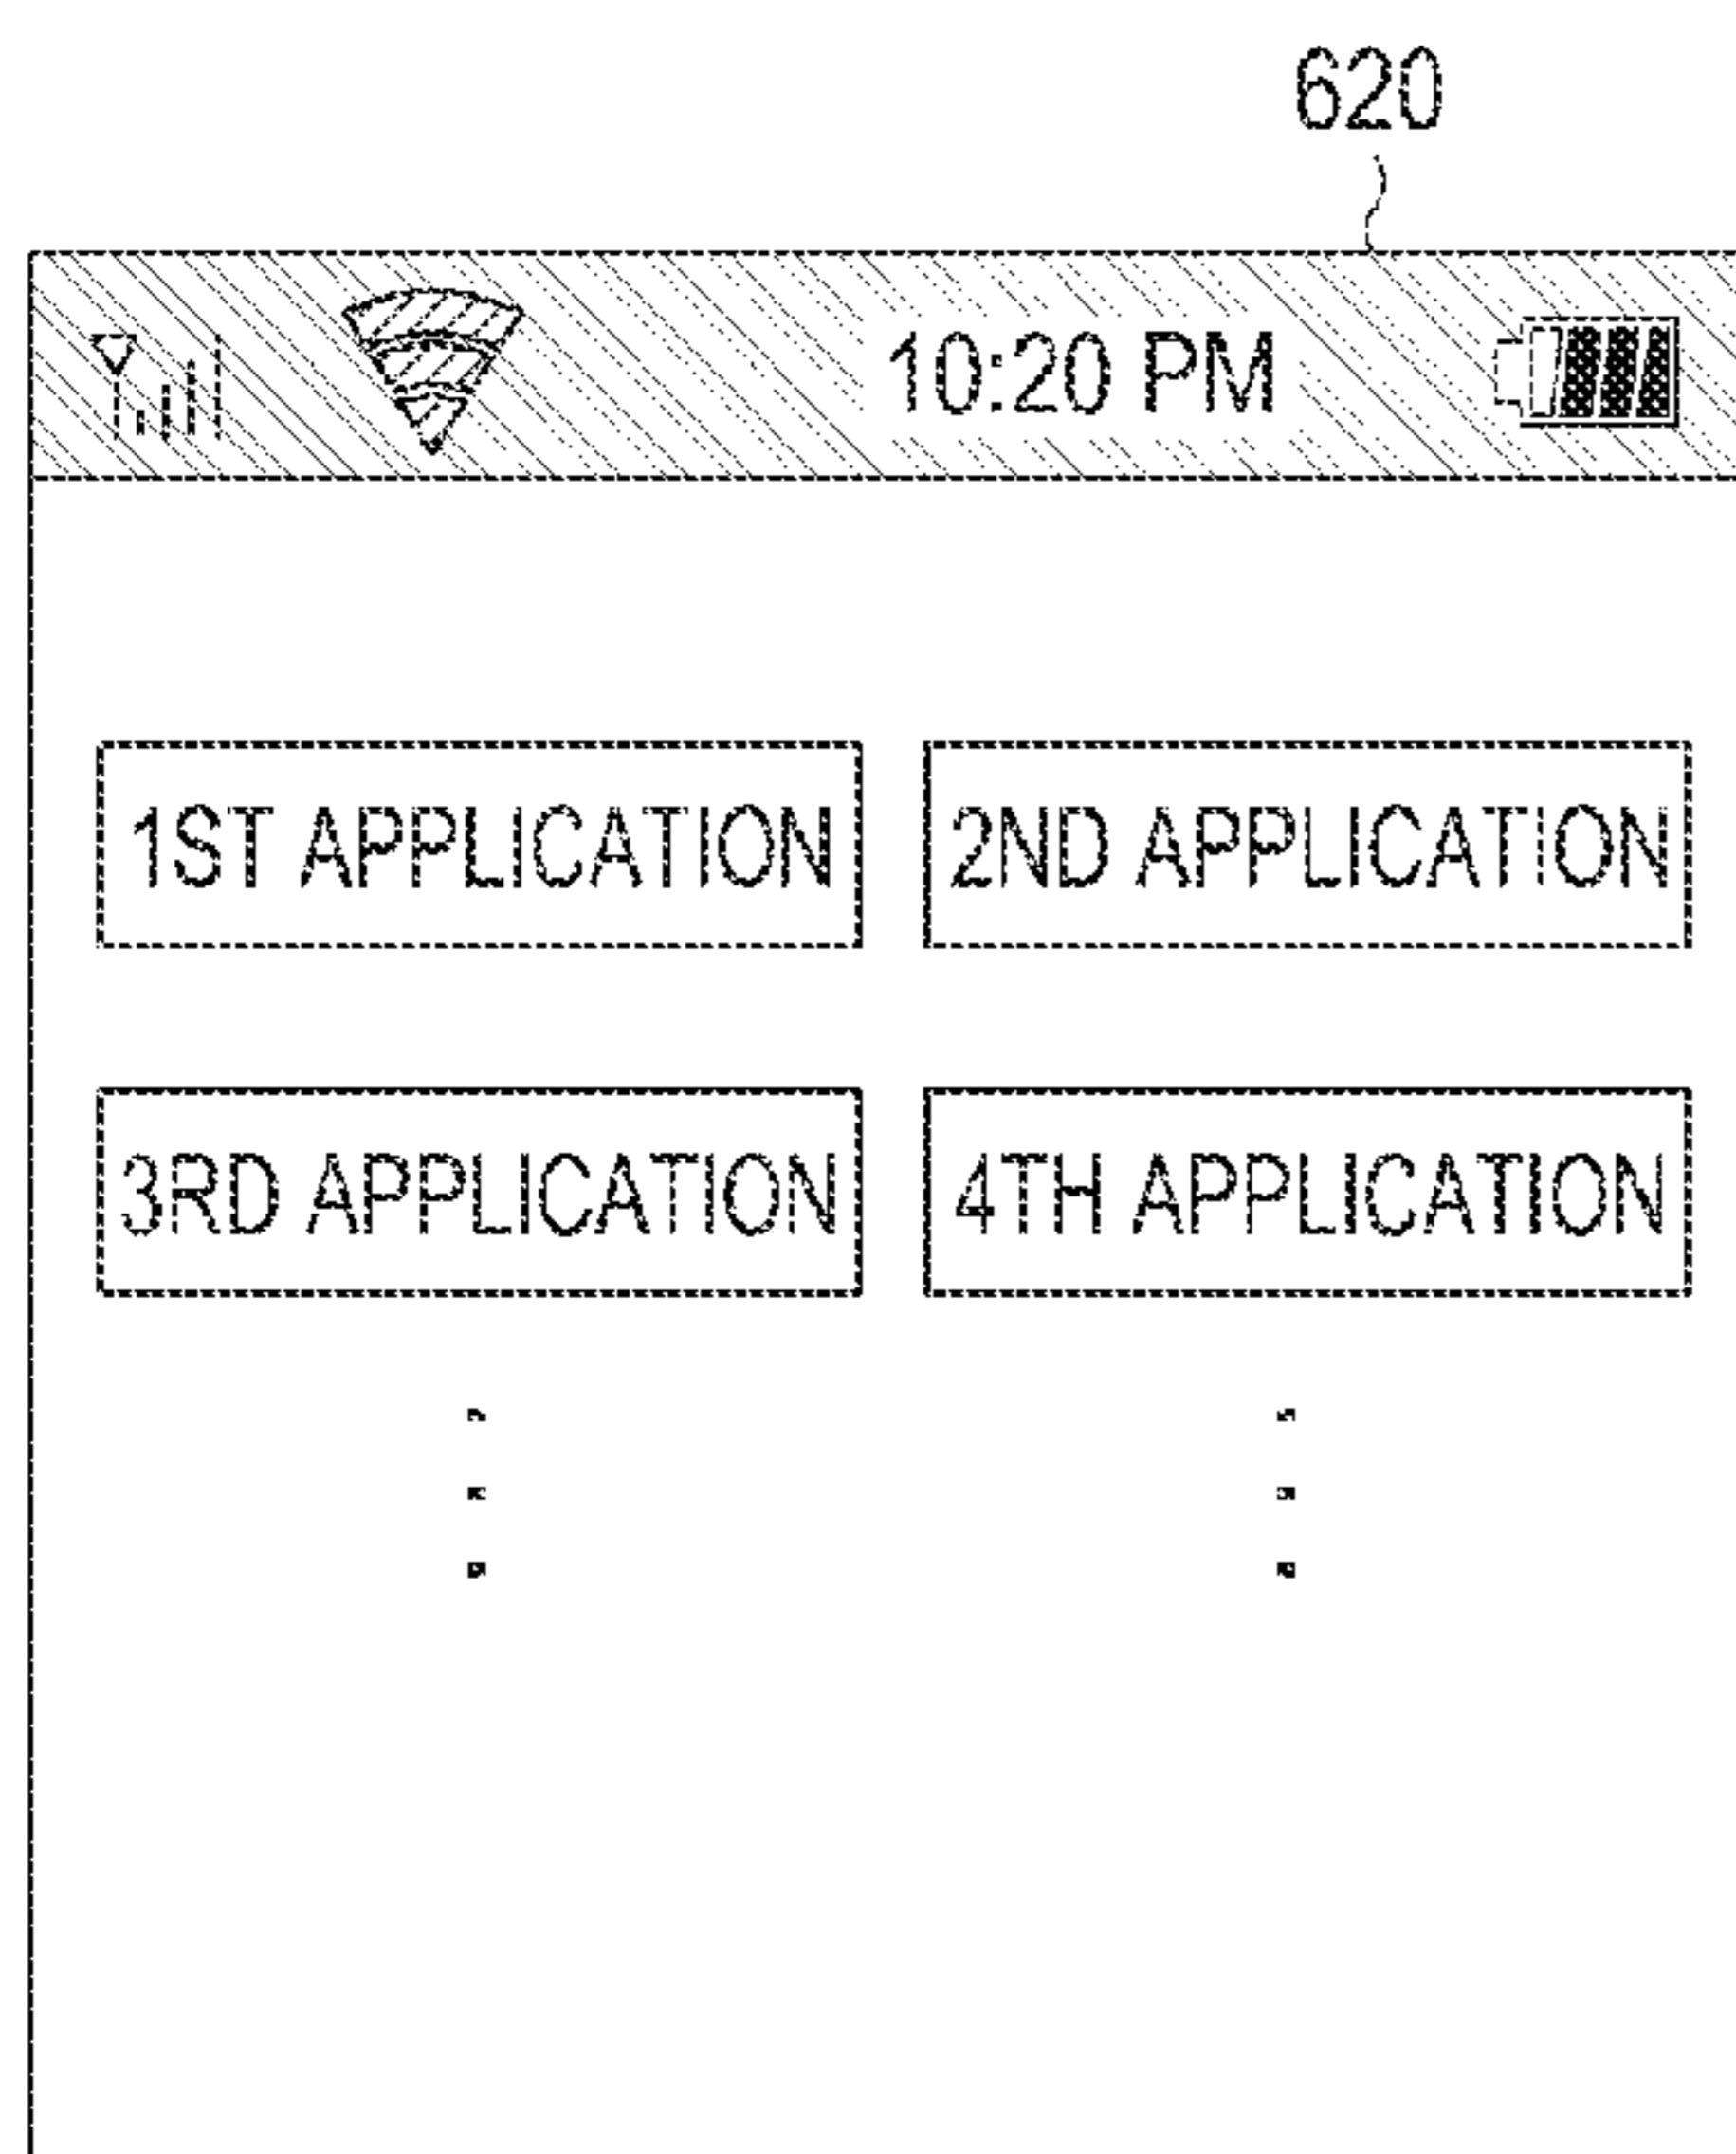 620
10:20 PM
1ST APPLICATION
2ND APPLICATION
3RD APPLICATION
4TH APPLICATION